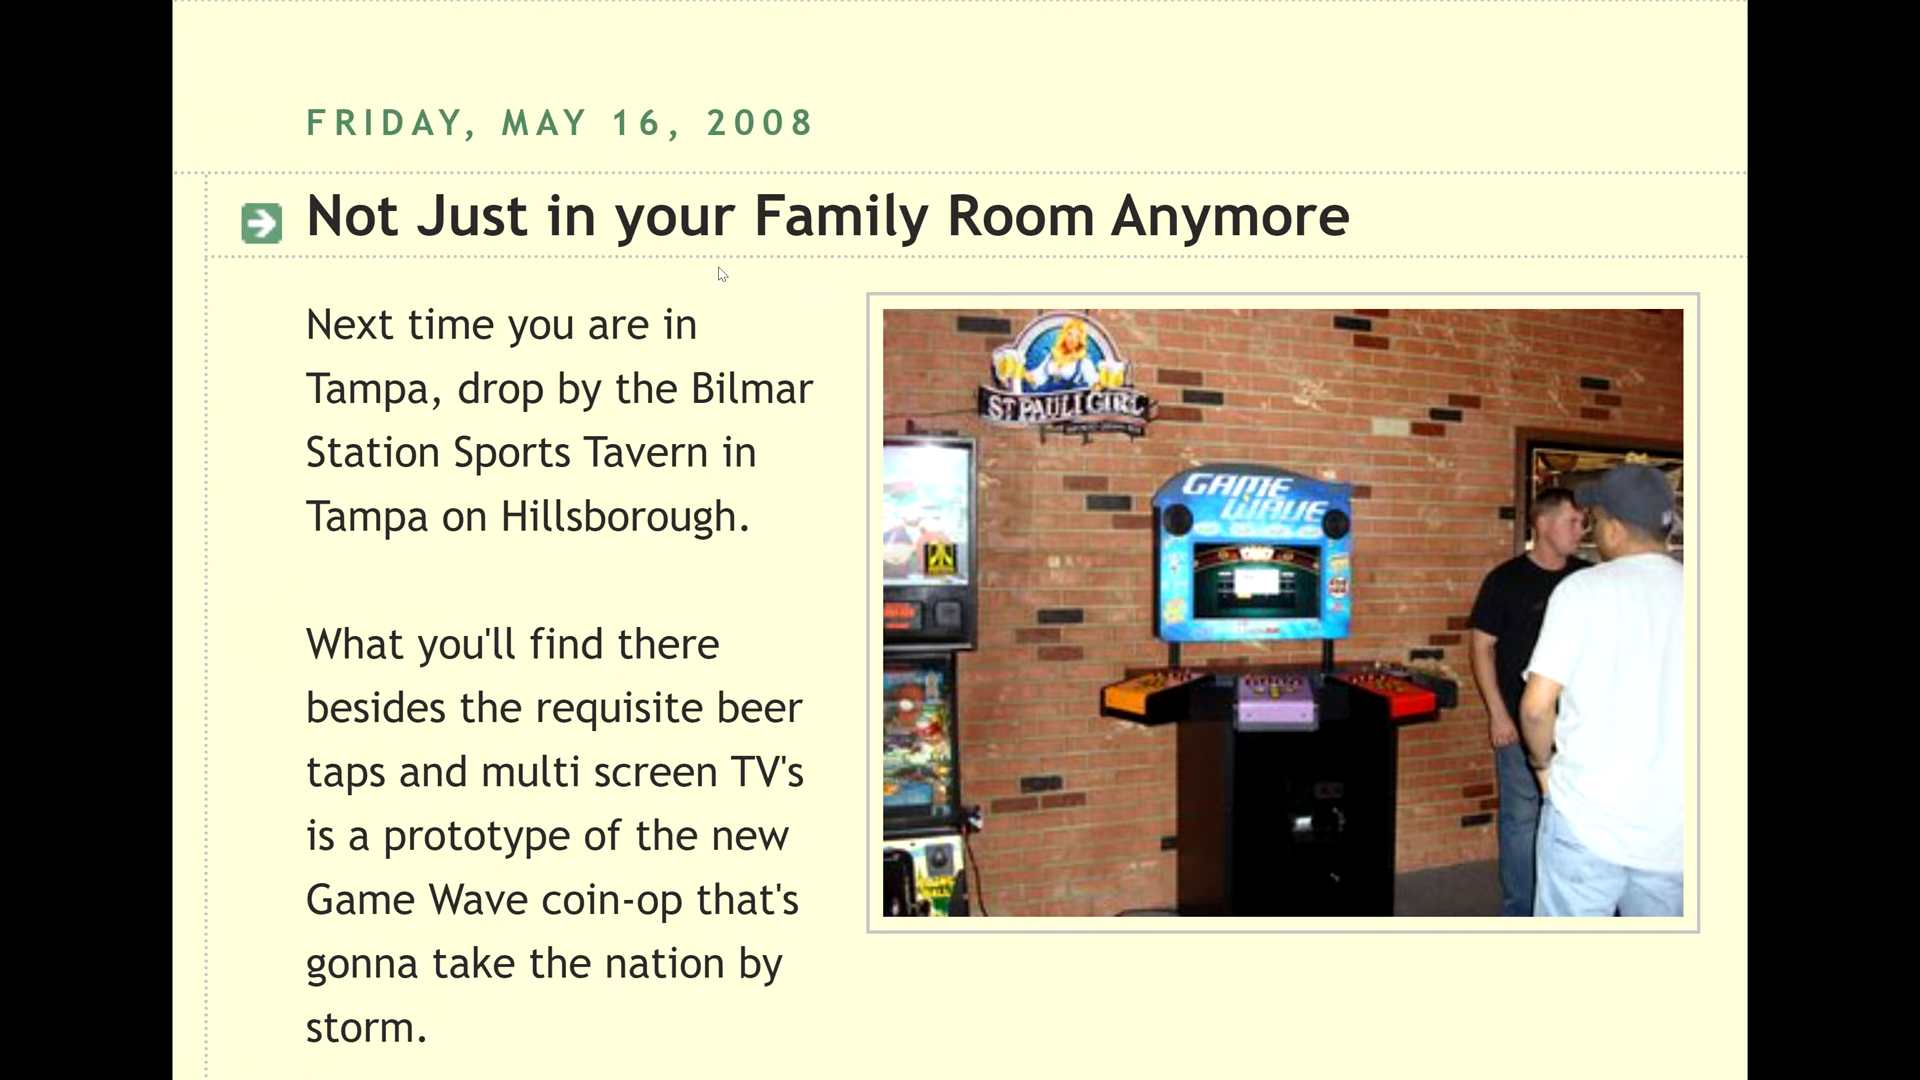 FRIDAY, MAY 16, 2008
Not Just in your Family Room Anymore
Next time you are in
Tampa, drop by the Bilmar
Station Sports Tavern in
Tampa on Hillsborough.
What you'll find there
besides the requisite beer
taps and multi screen TV's
is a prototype of the new
Game Wave coin-op that's
gonna take the nation by
storm.
ST PAULI GIRL
GAME
WAVE